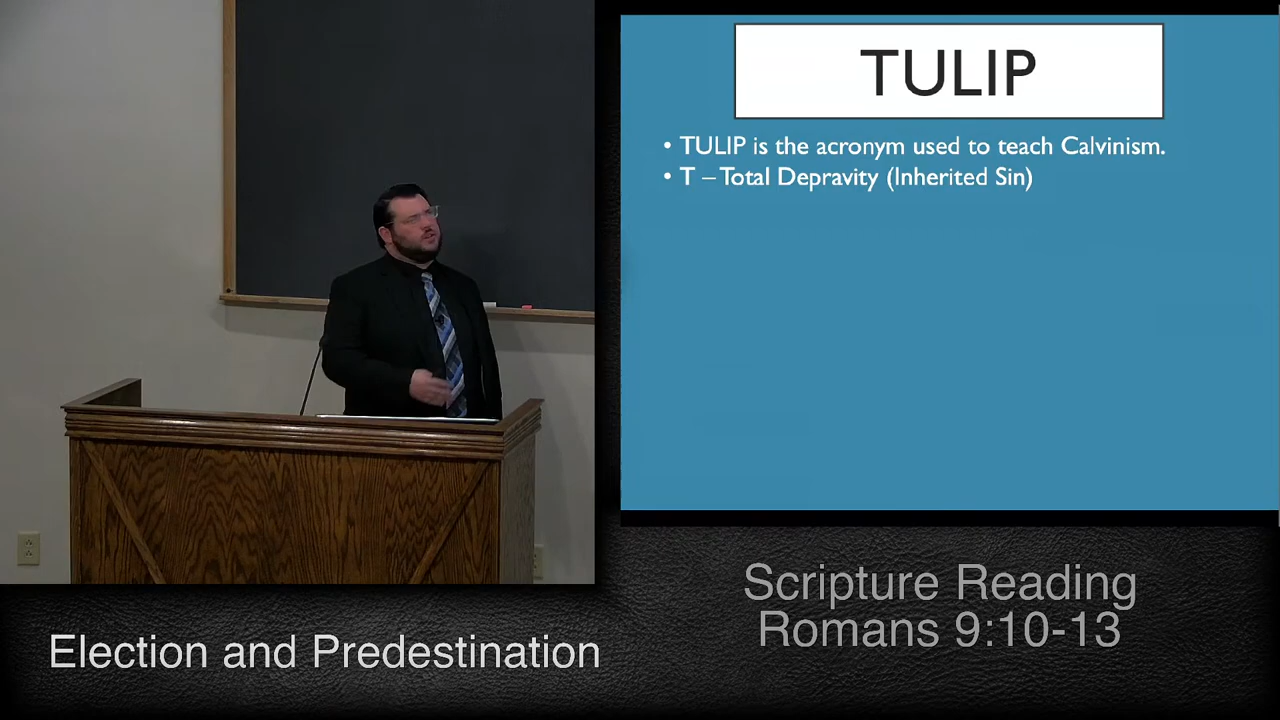 TULIP
• TULIP is the acronym used to teach Calvinism.
• T – Total Depravity (Inherited Sin)
Scripture Reading
Romans 9:10-13
Election and Predestination